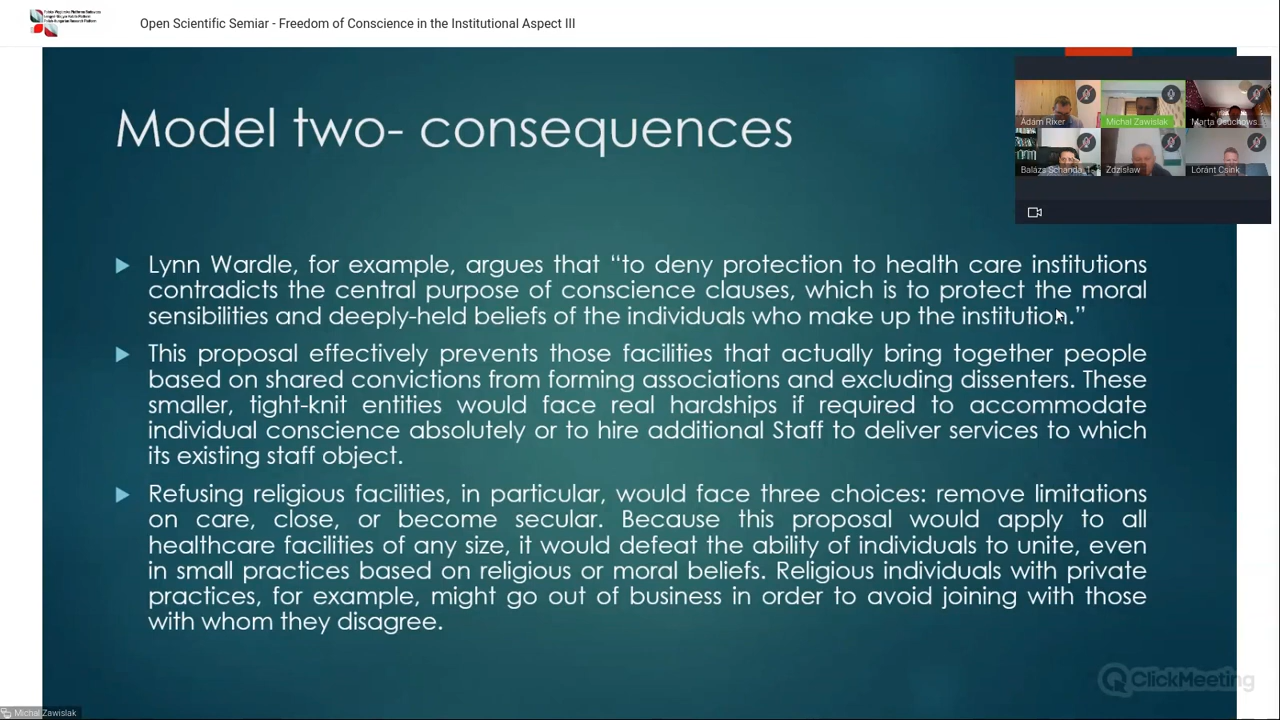 Open Scientific Semiar - Freedom of Conscience in the Institutional Aspect III
Model two- consequences
Adam Rixer
Michal Zawislak
Marta Osuchows...
Balázs Schanda_1
Zdzisław
Lóránt Csink
Lynn Wardle, for example, argues that “to deny protection to health care institutions
contradicts the central purpose of conscience clauses, which is to protect the moral
sensibilities and deeply-held beliefs of the individuals who make up the institution.”
This proposal effectively prevents those facilities that actually bring together people
based on shared convictions from forming associations and excluding dissenters. These
smaller, tight-knit entities would face real hardships if required to accommodate
individual conscience absolutely or to hire additional Staff to deliver services to which
its existing staff object.
Refusing religious facilities, in particular, would face three choices: remove limitations
on care, close, or become secular. Because this proposal would apply to all
healthcare facilities of any size, it would defeat the ability of individuals to unite, even
in small practices based on religious or moral beliefs. Religious individuals with private
practices, for example, might go out of business in order to avoid joining with those
with whom they disagree.
ClickMeeting
Michal Zawislak